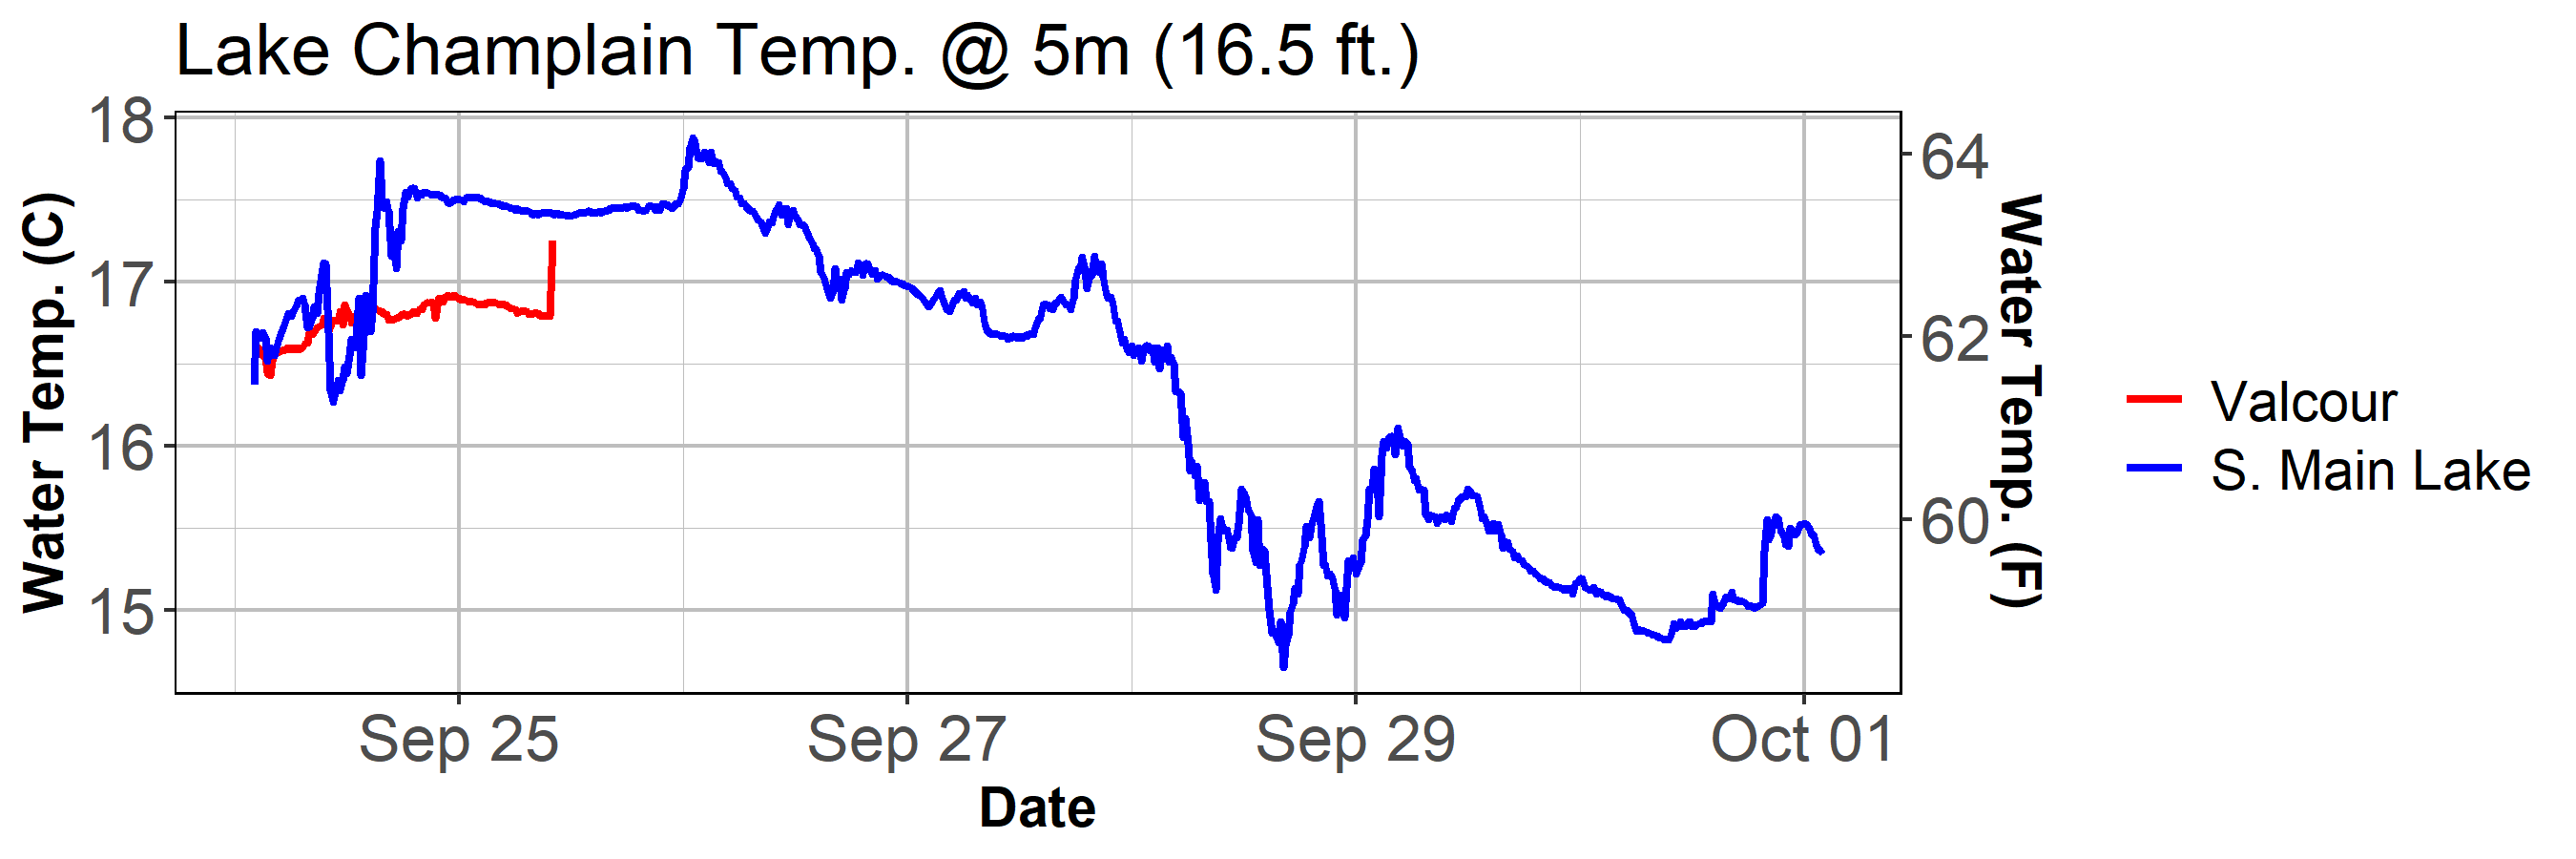 Lake Champlain Temp. @ 5m (16.5 ft.)
Water Temp. (C)
18
17
16
15
64
62
60
Water Temp. (F)
Sep 25
Sep 27
Sep 29
Oct 01
Date
Valcour
S. Main Lake